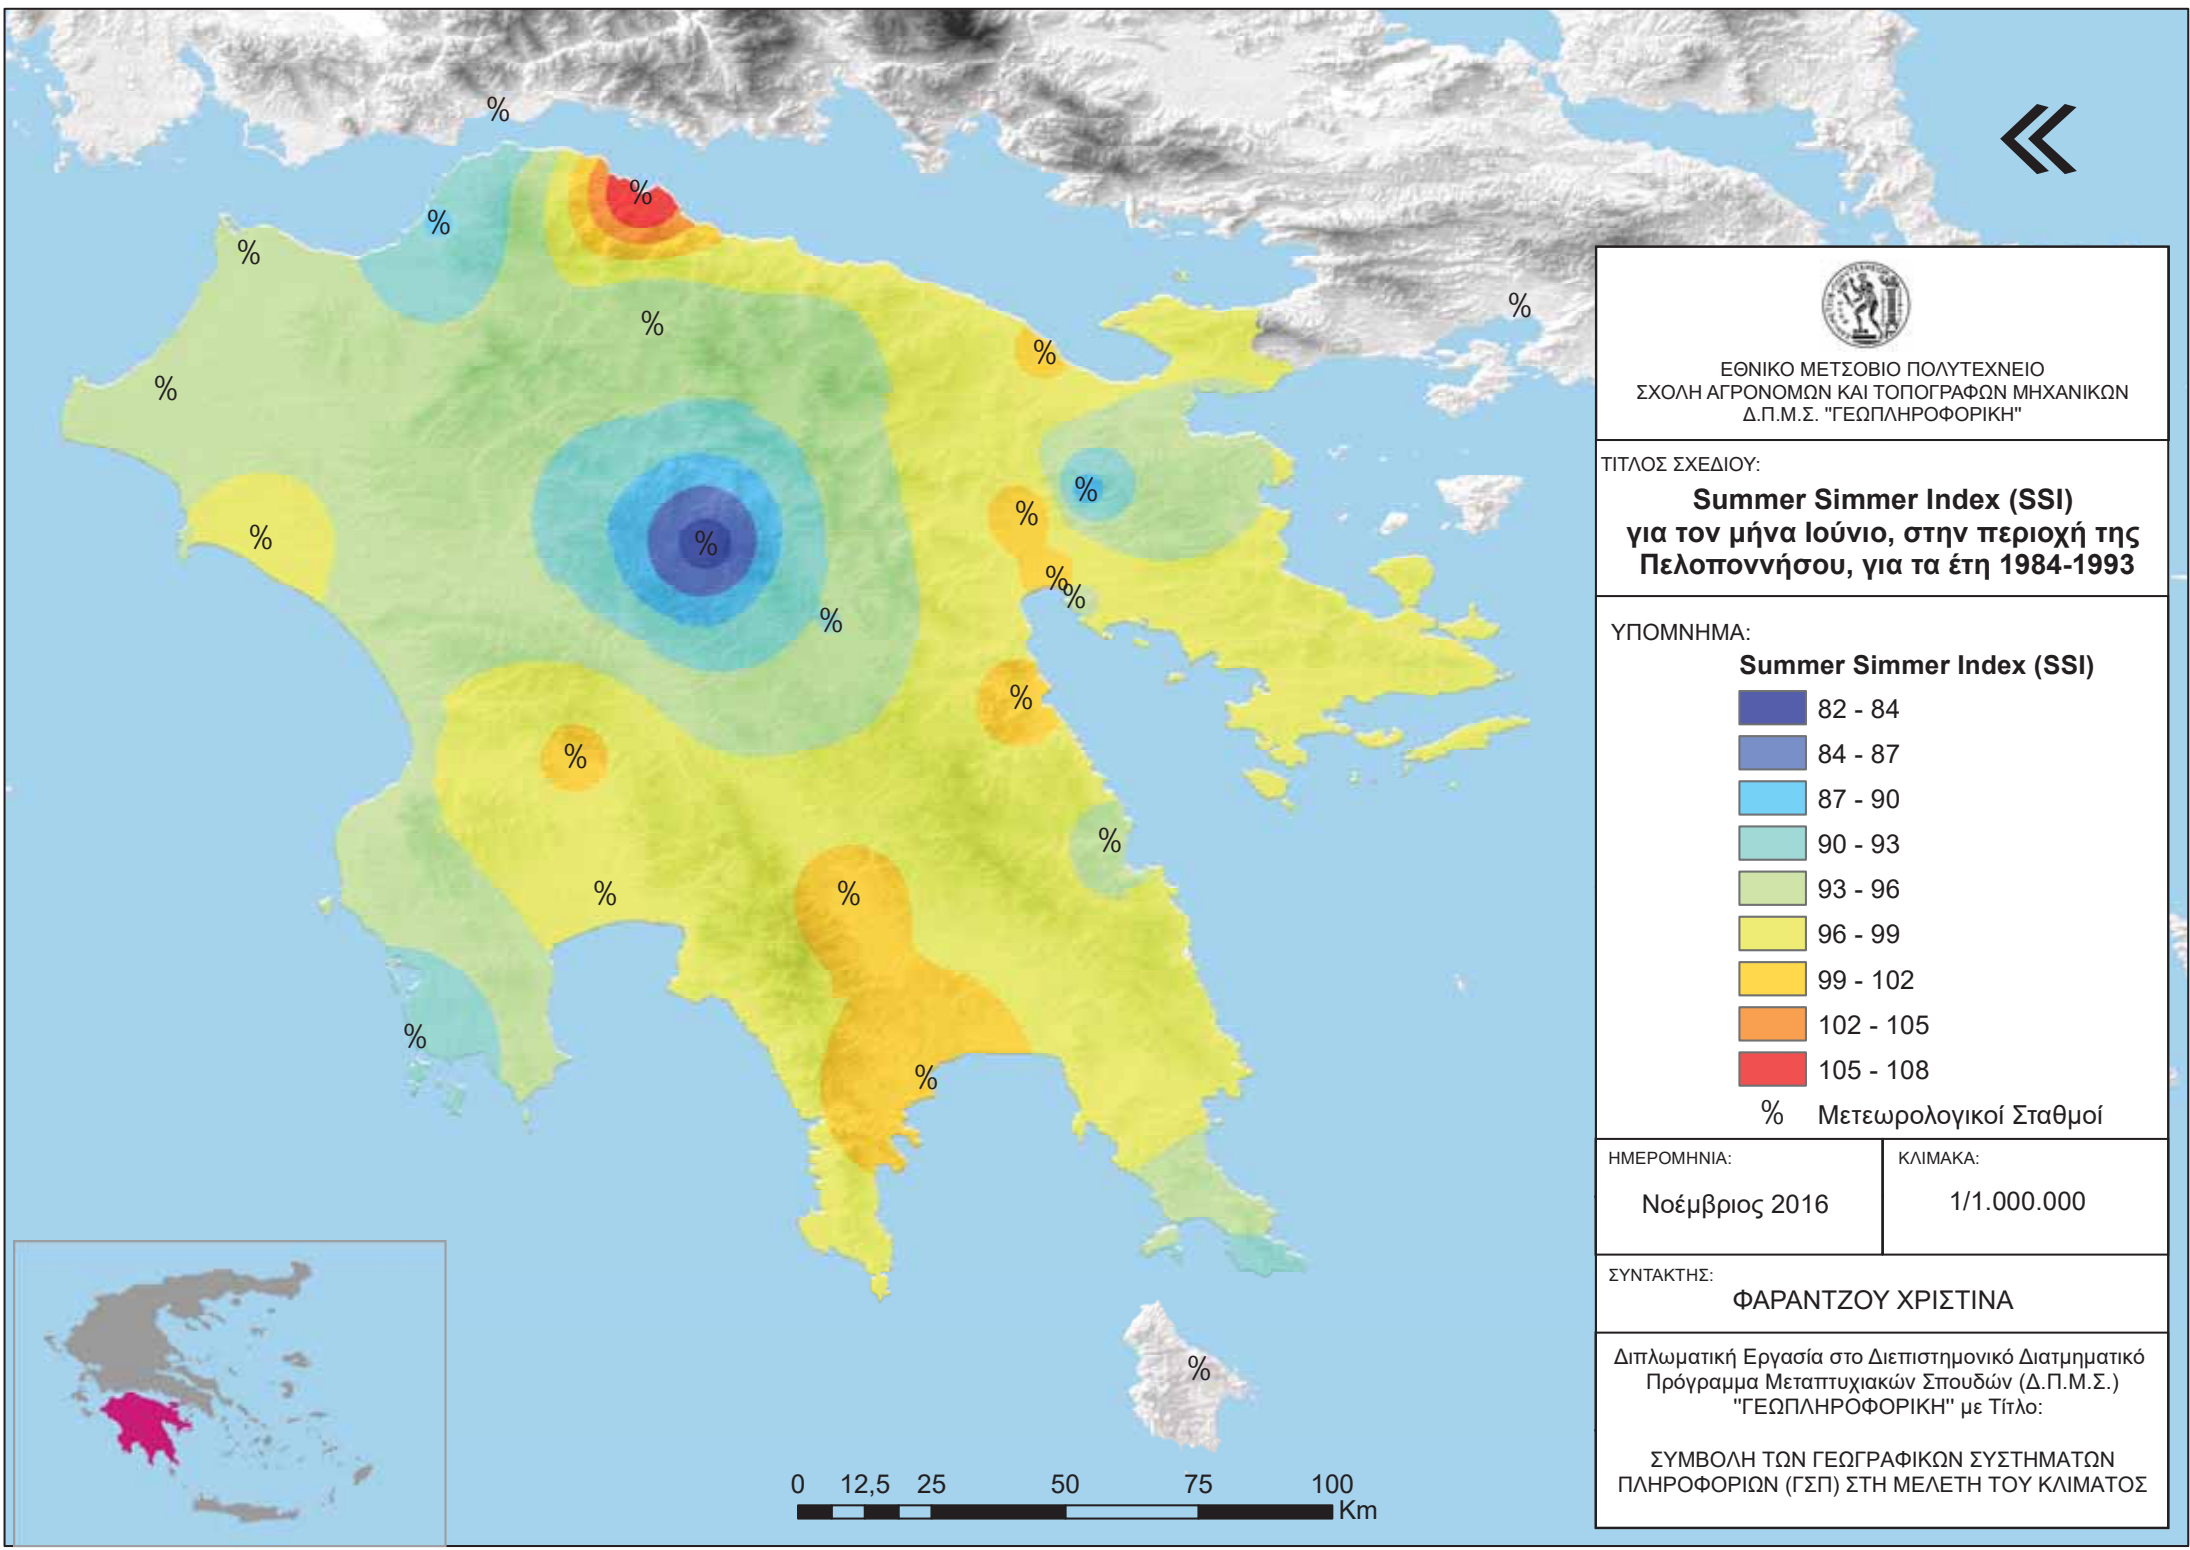 ΕΘΝΙΚΟ ΜΕΤΣΟΒΙΟ ΠΟΛΥΤΕΧΝΕΙΟ
ΣΧΟΛΗ ΑΓΡΟΝΟΜΩΝ ΚΑΙ ΤΟΠΟΓΡΑΦΩΝ ΜΗΧΑΝΙΚΩΝ
Δ.Π.Μ.Σ. "ΓΕΩΠΛΗΡΟΦΟΡΙΚΗ"
ΤΙΤΛΟΣ ΣΧΕΔΙΟΥ:
Summer Simmer Index (SSI)
για τον μήνα Ιούνιο, στην περιοχή της
Πελοποννήσου, για τα έτη 1984-1993
ΥΠΟΜΝΗΜΑ:
Summer Simmer Index (SSI)
82 - 84
84 - 87
87 - 90
90 - 93
93 - 96
96 - 99
99 - 102
102 - 105
105 - 108
% Μετεωρολογικοί Σταθμοί
ΗΜΕΡΟΜΗΝΙΑ:
Νοέμβριος 2016
ΚΛΙΜΑΚΑ:
1/1.000.000
ΣΥΝΤΑΚΤΗΣ:
ΦΑΡΑΝΤΖΟΥ ΧΡΙΣΤΙΝΑ
Διπλωματική Εργασία στο Διεπιστημονικό Διατμηματικό
Πρόγραμμα Μεταπτυχιακών Σπουδών (Δ.Π.Μ.Σ.)
"ΓΕΩΠΛΗΡΟΦΟΡΙΚΗ" με Τίτλο:
ΣΥΜΒΟΛΗ ΤΩΝ ΓΕΩΓΡΑΦΙΚΩΝ ΣΥΣΤΗΜΑΤΩΝ
ΠΛΗΡΟΦΟΡΙΩΝ (ΓΣΠ) ΣΤΗ ΜΕΛΕΤΗ ΤΟΥ ΚΛΙΜΑΤΟΣ
0 12,5 25 50 75 100
Km